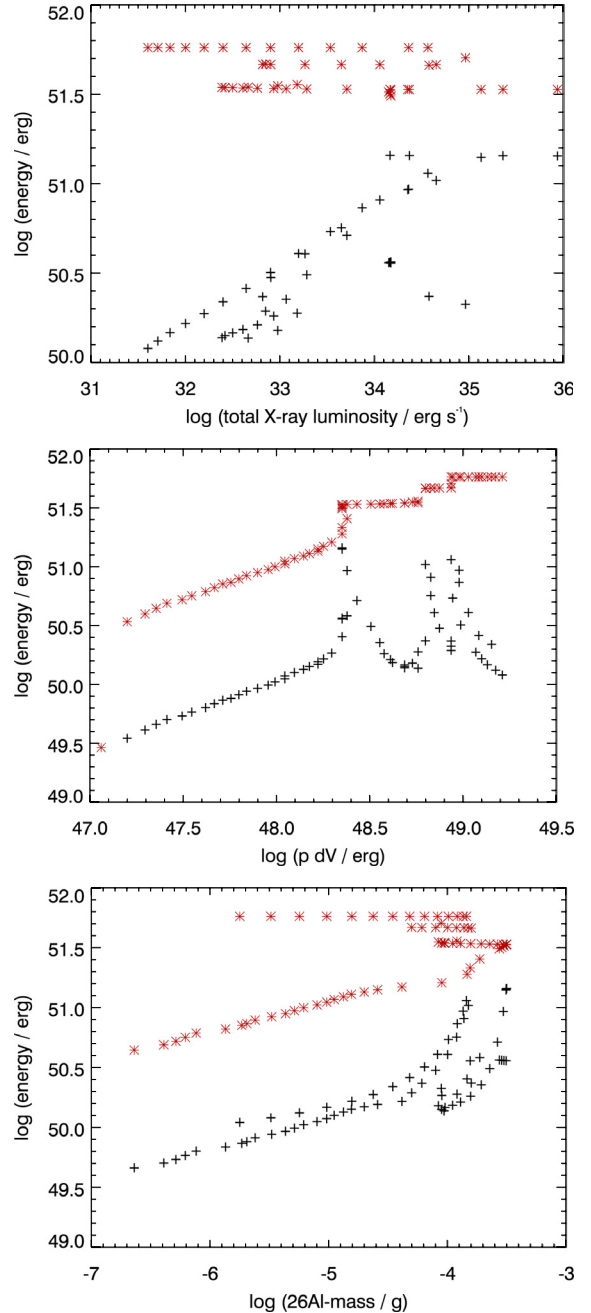 log (energy / erg)
51.5
51.0
50.5
50.0
31 32 33 34 35 36
log (total X-ray luminosity / erg s⁻¹)
log (energy / erg)
52.0
51.5
51.0
50.5
50.0
49.5
49.0
47.0 47.5 48.0 48.5 49.0 49.5
log (p dV / erg)
log (energy / erg)
52.0
51.5
51.0
50.5
50.0
49.5
49.0
-7 -6 -5 -4 -3
log (26Al-mass / g)